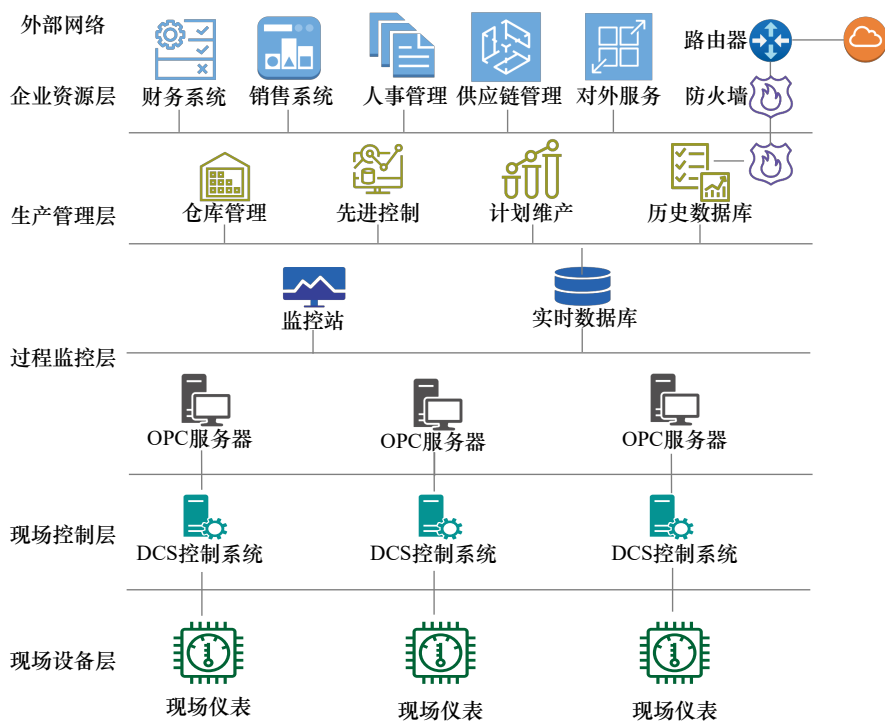 外部网络
路由器
企业资源层
财务系统
销售系统
人事管理
供应链管理
对外服务
防火墙
生产管理层
仓库管理
先进控制
计划维产
历史数据库
监控站
实时数据库
过程监控层
OPC服务器
OPC服务器
OPC服务器
现场控制层
DCS控制系统
DCS控制系统
DCS控制系统
现场设备层
现场仪表
现场仪表
现场仪表